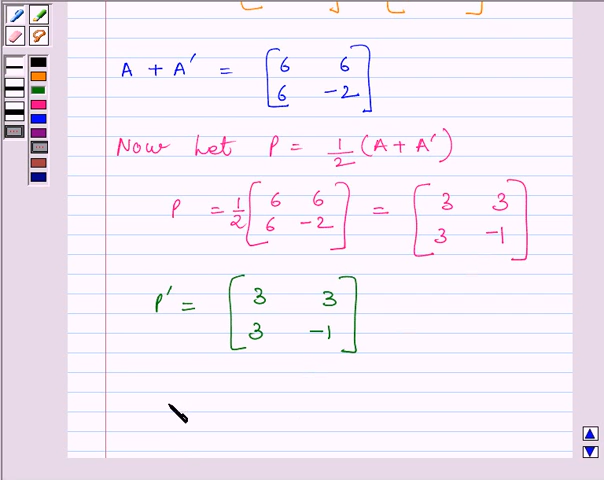 A + A′ = [6 6
6 −2]
Now Let P = 1/2 (A + A′)
P = 1/2 [6 6 = [3 3
6 −2] 3 −1]
P′ = [3 3
3 −1]